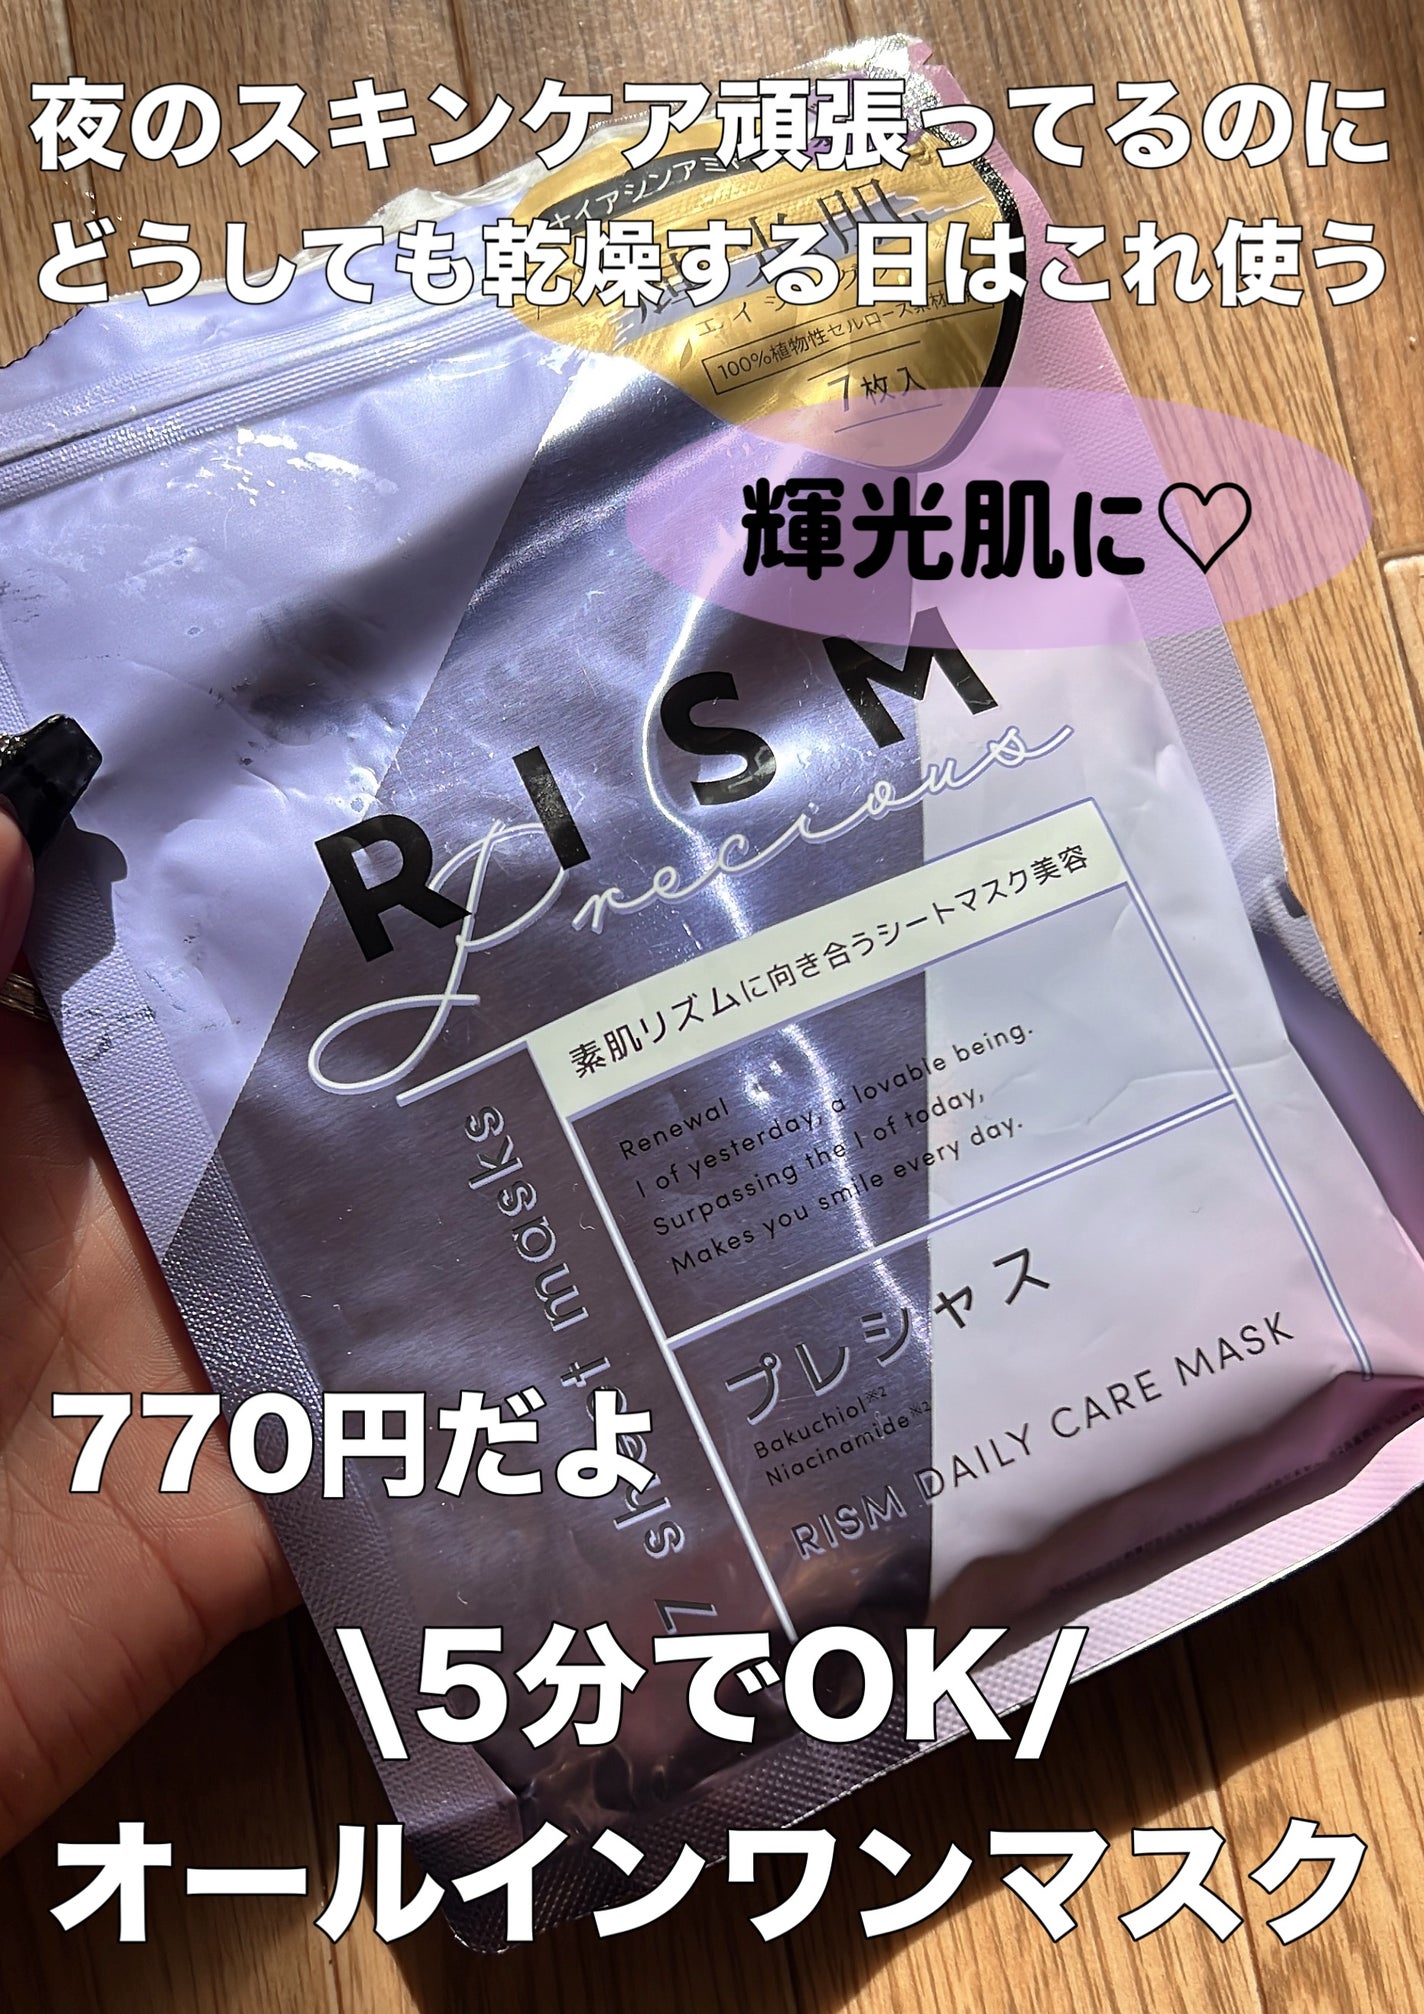 夜のスキンケア頑張ってるのに
どうしても乾燥する日はこれ使う
100%植物性セルロース素材
7枚入
輝光肌に♡
RISM
Precious
素肌リズムに向き合うシートマスク美容
Renewal
I of yesterday, a lovable being.
Surpassing the I of today,
Makes you smile every day.
7 sheet masks
プレシャス
Bakuchiol※2
Niacinamide※2
RISM DAILY CARE MASK
770円だよ
\5分でOK/
オールインワンマスク